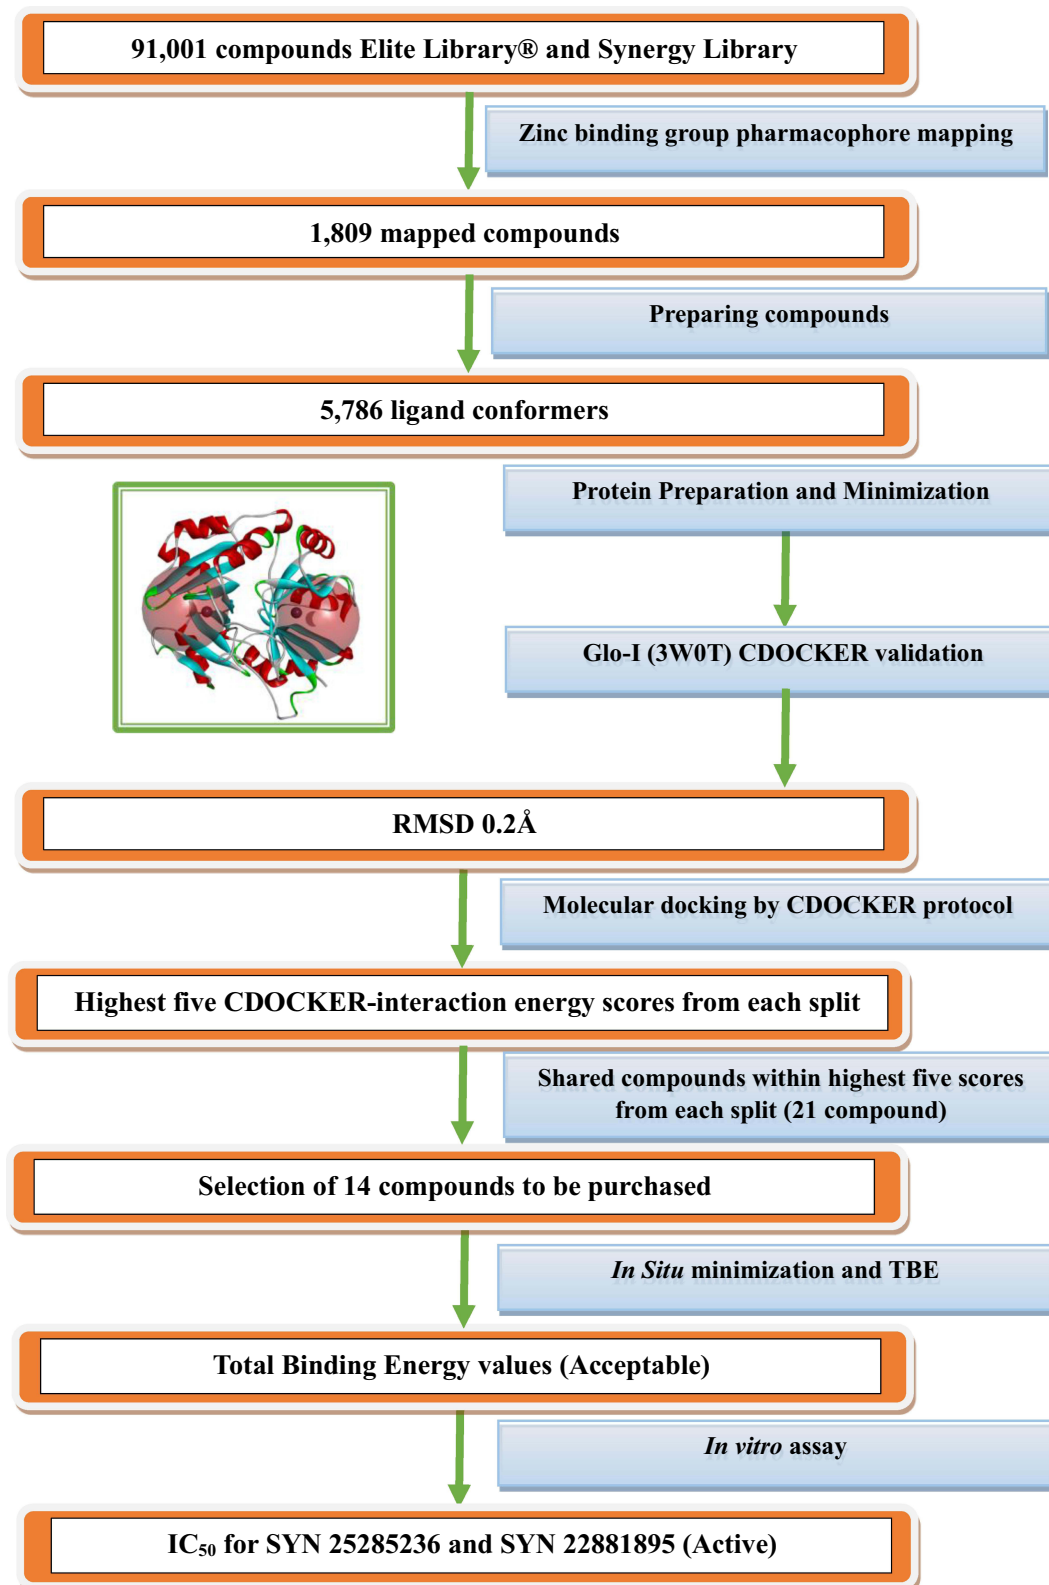 91,001 compounds Elite Library® and Synergy Library
Zinc binding group pharmacophore mapping
1,809 mapped compounds
Preparing compounds
5,786 ligand conformers
Protein Preparation and Minimization
Glo-I (3W0T) CDOCKER validation
RMSD 0.2Å
Molecular docking by CDOCKER protocol
Highest five CDOCKER-interaction energy scores from each split
Shared compounds within highest five scores
from each split (21 compound)
Selection of 14 compounds to be purchased
In Situ minimization and TBE
Total Binding Energy values (Acceptable)
In vitro assay
IC₅₀ for SYN 25285236 and SYN 22881895 (Active)